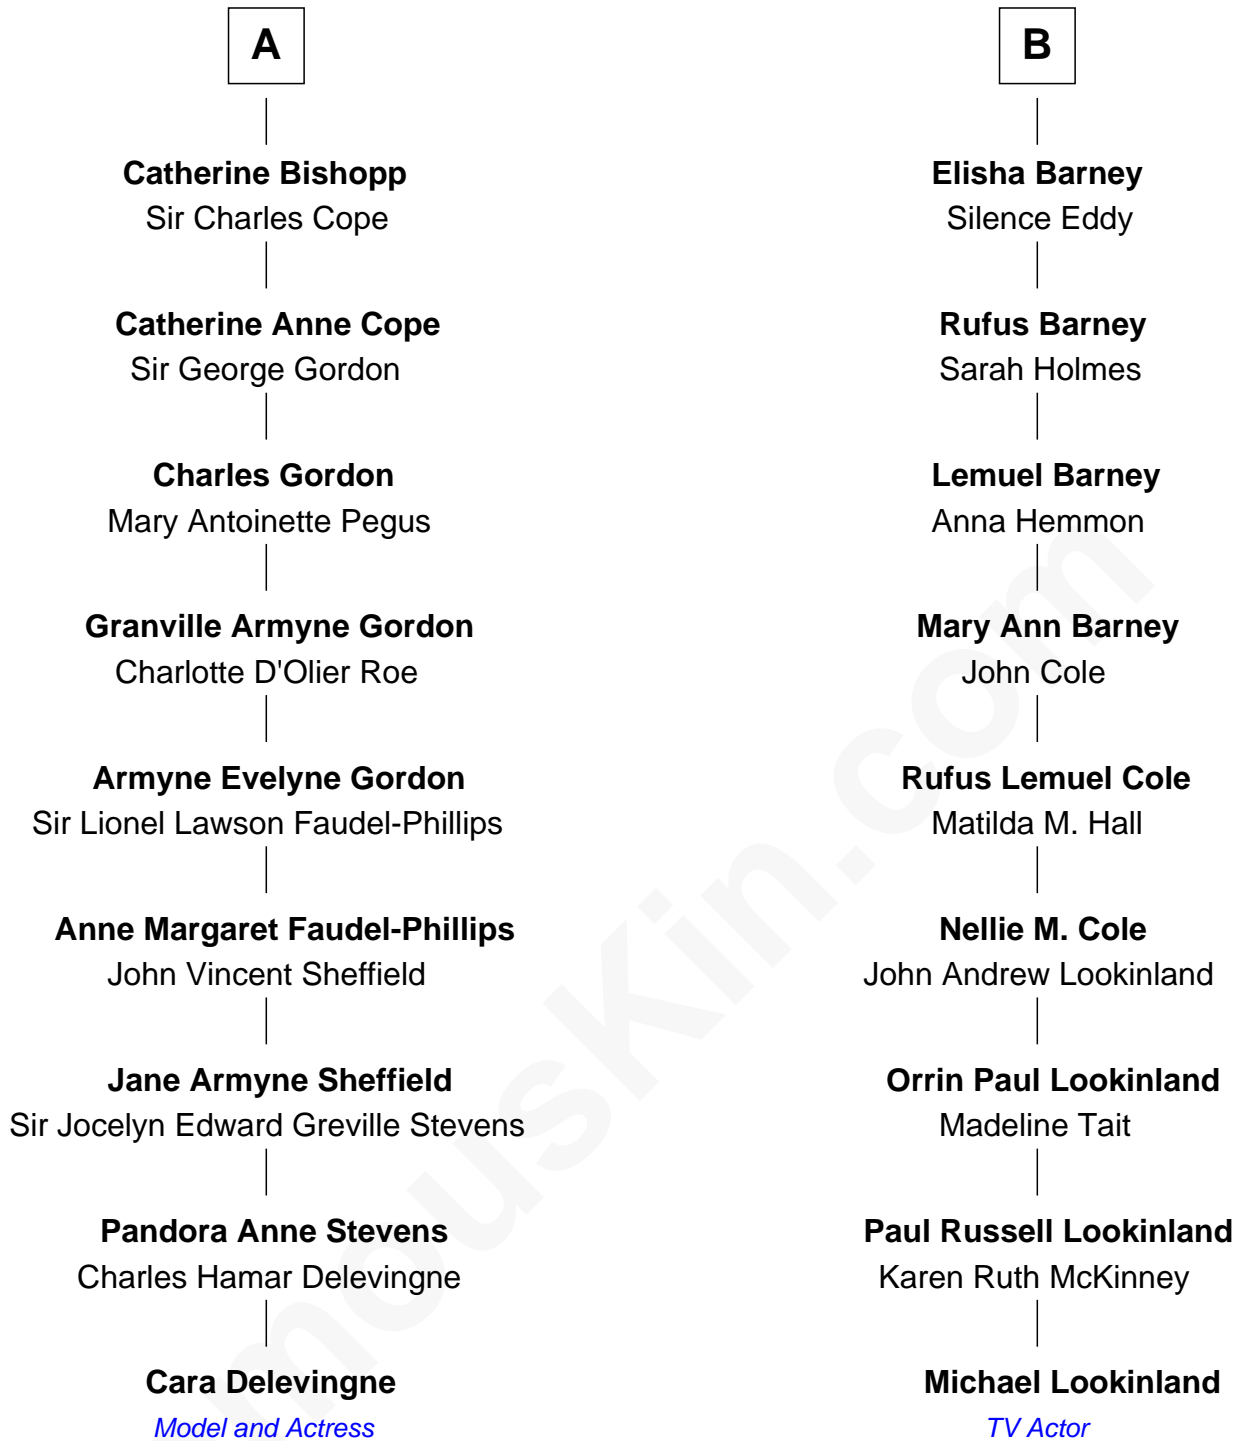 A
Catherine Bishopp
Sir Charles Cope
Catherine Anne Cope
Sir George Gordon
Charles Gordon
Mary Antoinette Pegus
Granville Armyne Gordon
Charlotte D'Olier Roe
Armyne Evelyne Gordon
Sir Lionel Lawson Faudel-Phillips
Anne Margaret Faudel-Phillips
John Vincent Sheffield
Jane Armyne Sheffield
Sir Jocelyn Edward Greville Stevens
Pandora Anne Stevens
Charles Hamar Delevingne
Cara Delevingne
Model and Actress
B
Elisha Barney
Silence Eddy
Rufus Barney
Sarah Holmes
Lemuel Barney
Anna Hemmon
Mary Ann Barney
John Cole
Rufus Lemuel Cole
Matilda M. Hall
Nellie M. Cole
John Andrew Lookinland
Orrin Paul Lookinland
Madeline Tait
Paul Russell Lookinland
Karen Ruth McKinney
Michael Lookinland
TV Actor
mousKin.com